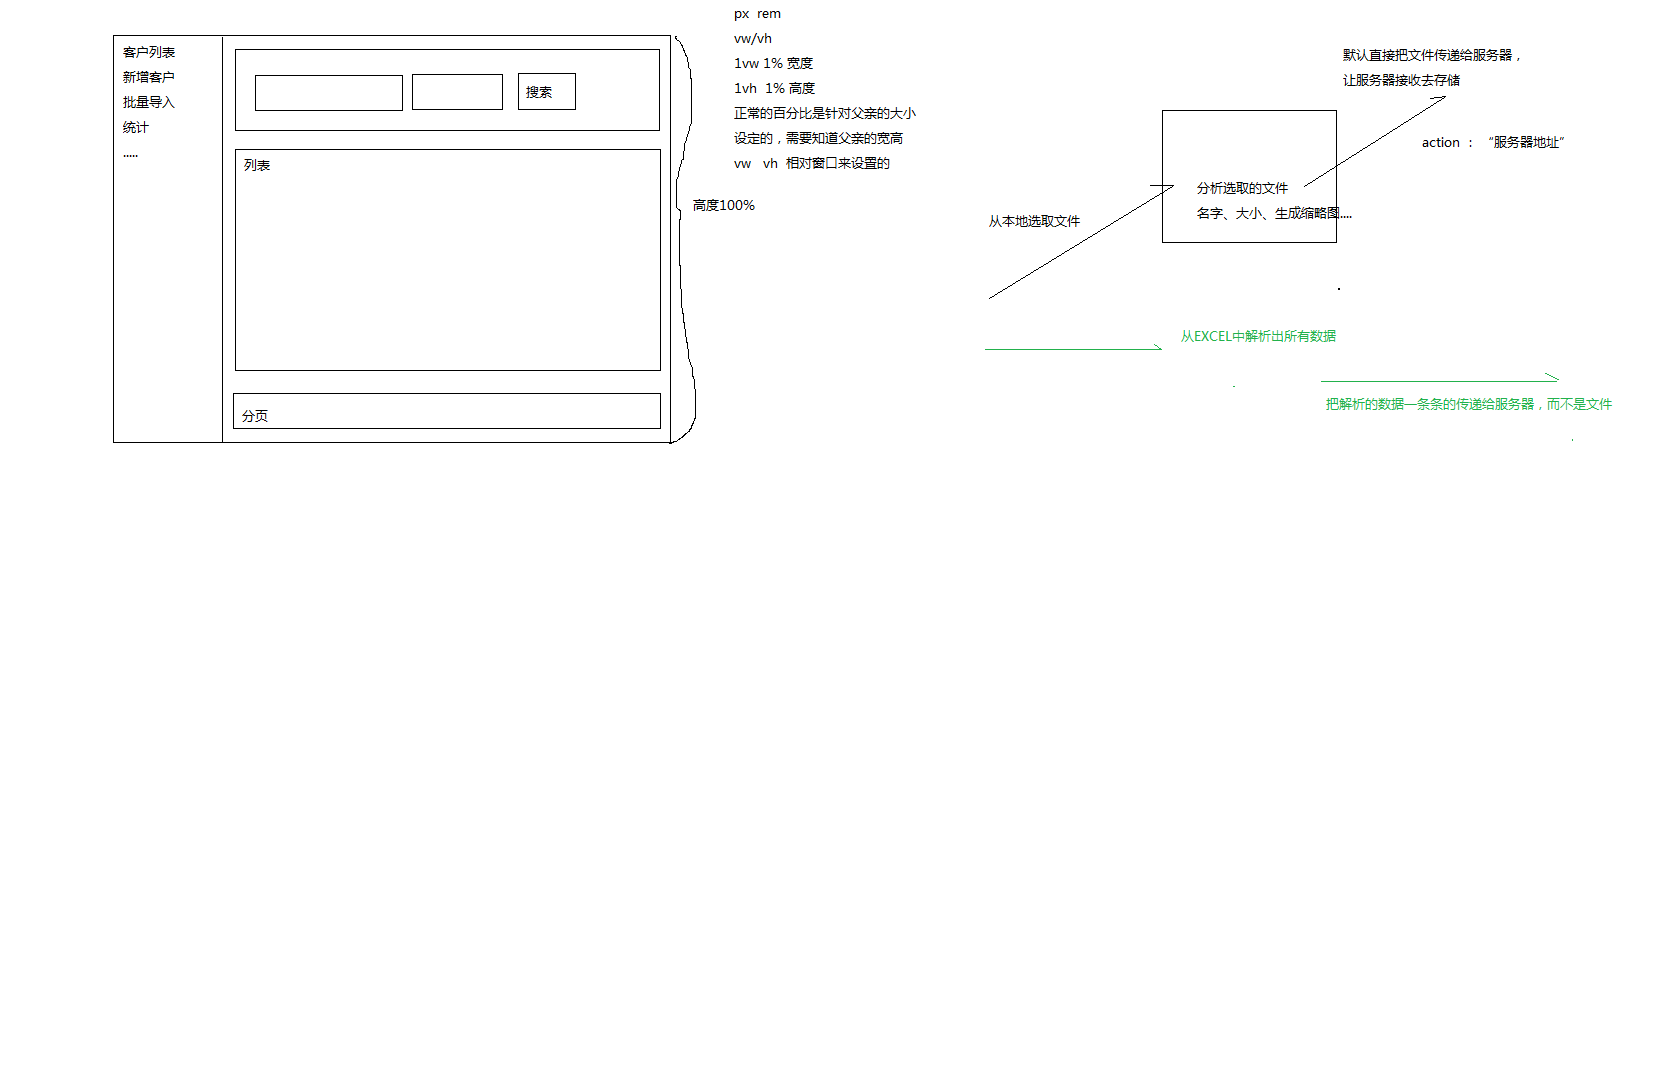 客户列表
新增客户
批量导入
统计
.....
搜索
列表
分页
px  rem
vw/vh
1vw 1% 宽度
1vh  1% 高度
正常的百分比是针对父亲的大小
设定的，需要知道父亲的宽高
vw   vh  相对窗口来设置的
高度100%
默认直接把文件传递给服务器，
让服务器接收去存储
action ：  “服务器地址”
分析选取的文件
名字、大小、生成缩略图....
从本地选取文件
从EXCEL中解析出所有数据
把解析的数据一条条的传递给服务器，而不是文件